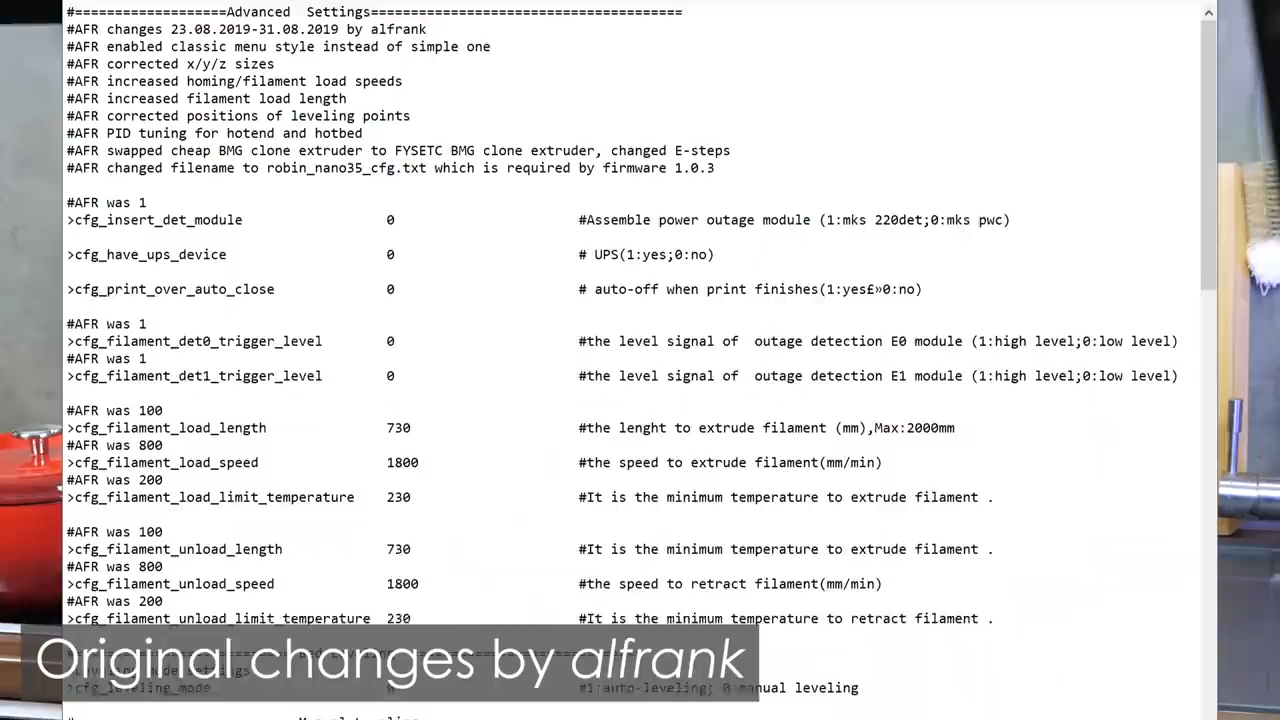 #===================Advanced  Settings=======================================
#AFR changes 23.08.2019-31.08.2019 by alfrank
#AFR enabled classic menu style instead of simple one
#AFR corrected x/y/z sizes
#AFR increased homing/filament load speeds
#AFR increased filament load length
#AFR corrected positions of leveling points
#AFR PID tuning for hotend and hotbed
#AFR swapped cheap BMG clone extruder to FYSETC BMG clone extruder, changed E-steps
#AFR changed filename to robin_nano35_cfg.txt which is required by firmware 1.0.3
#AFR was 1
>cfg_insert_det_module 0 #Assemble power outage module (1:mks 220det;0:mks pwc)
>cfg_have_ups_device 0 # UPS(1:yes;0:no)
>cfg_print_over_auto_close 0 # auto-off when print finishes(1:yes£»0:no)
#AFR was 1
>cfg_filament_det0_trigger_level 0 #the level signal of  outage detection E0 module (1:high level;0:low level)
#AFR was 1
>cfg_filament_det1_trigger_level 0 #the level signal of  outage detection E1 module (1:high level;0:low level)
#AFR was 100
>cfg_filament_load_length 730 #the lenght to extrude filament (mm),Max:2000mm
#AFR was 800
>cfg_filament_load_speed 1800 #the speed to extrude filament(mm/min)
#AFR was 200
>cfg_filament_load_limit_temperature 230 #It is the minimum temperature to extrude filament .
#AFR was 100
>cfg_filament_unload_length 730 #It is the minimum temperature to extrude filament .
#AFR was 800
>cfg_filament_unload_speed 1800 #the speed to retract filament(mm/min)
#AFR was 200
>cfg_filament_unload_limit_temperature 230 #It is the minimum temperature to retract filament .
Original changes by alfrank
>cfg_leveling_mode 0 #1:auto-leveling; 0:manual leveling